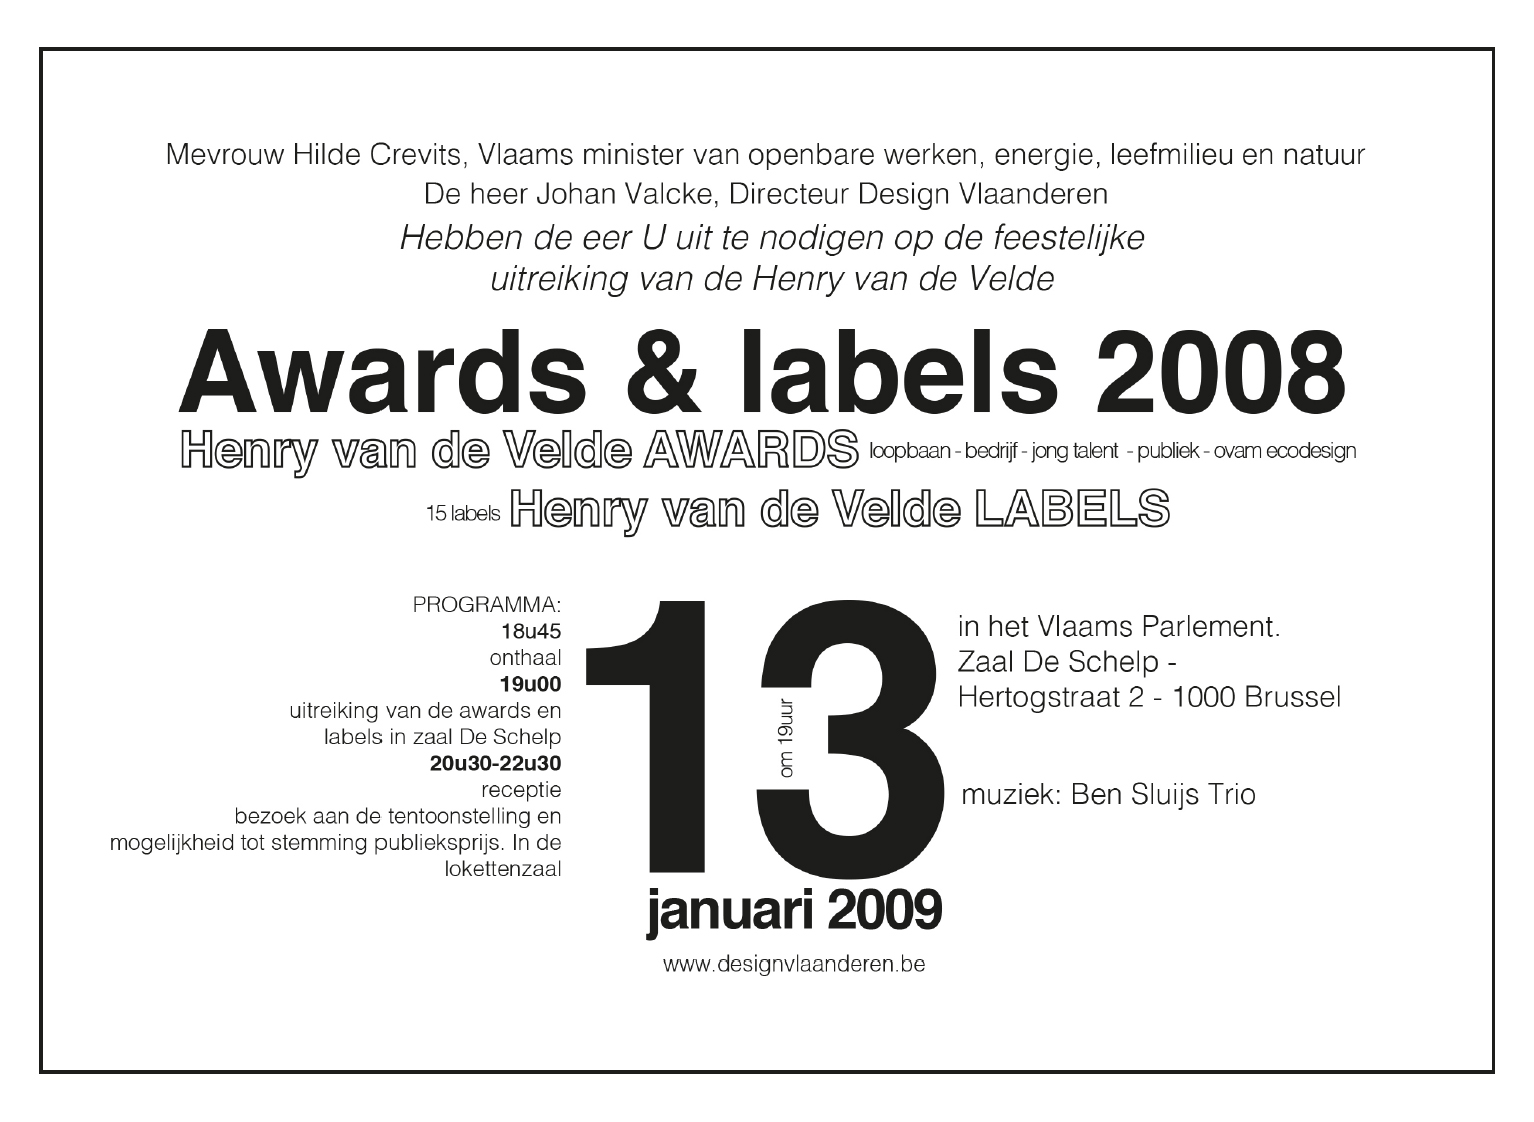 Mevrouw Hilde Crevits, Vlaams minister van openbare werken, energie, leefmilieu en natuur
De heer Johan Valcke, Directeur Design Vlaanderen
Hebben de eer U uit te nodigen op de feestelijke
uitreiking van de Henry van de Velde
Awards & labels 2008
Henry van de Velde AWARDS loopbaan - bedrijf - jong talent - publiek - ovam ecodesign
15 labels Henry van de Velde LABELS
PROGRAMMA:
18u45
onthaal
19u00
uitreiking van de awards en
labels in zaal De Schelp
20u30-22u30
receptie
bezoek aan de tentoonstelling en
mogelijkheid tot stemming publieksprijs. In de
lokettenzaal
13
om 19uur
januari 2009
www.designvlaanderen.be
in het Vlaams Parlement.
Zaal De Schelp -
Hertogstraat 2 - 1000 Brussel
muziek: Ben Sluijs Trio